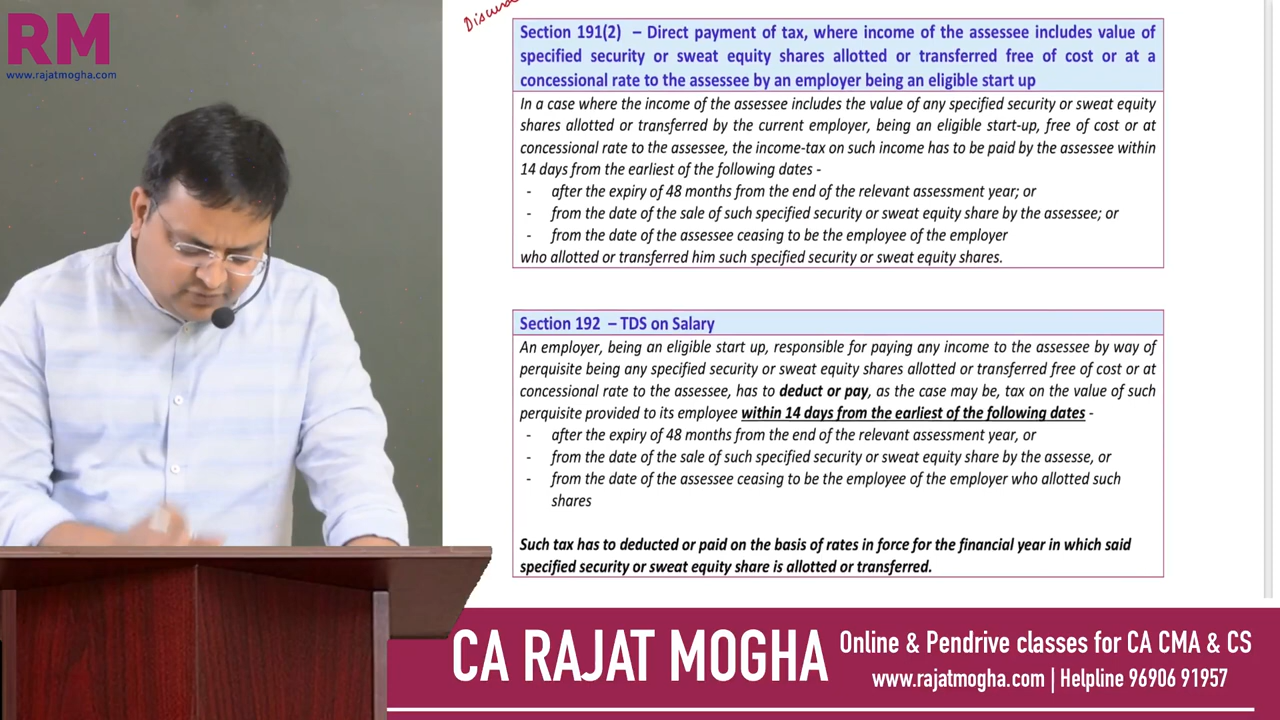 RM
www.rajatmogha.com
Section 191(2) – Direct payment of tax, where income of the assessee includes value of
specified security or sweat equity shares allotted or transferred free of cost or at a
concessional rate to the assessee by an employer being an eligible start up
In a case where the income of the assessee includes the value of any specified security or sweat equity
shares allotted or transferred by the current employer, being an eligible start-up, free of cost or at
concessional rate to the assessee, the income-tax on such income has to be paid by the assessee within
14 days from the earliest of the following dates -
- after the expiry of 48 months from the end of the relevant assessment year; or
- from the date of the sale of such specified security or sweat equity share by the assessee; or
- from the date of the assessee ceasing to be the employee of the employer
who allotted or transferred him such specified security or sweat equity shares.
Section 192 – TDS on Salary
An employer, being an eligible start up, responsible for paying any income to the assessee by way of
perquisite being any specified security or sweat equity shares allotted or transferred free of cost or at
concessional rate to the assessee, has to deduct or pay, as the case may be, tax on the value of such
perquisite provided to its employee within 14 days from the earliest of the following dates -
- after the expiry of 48 months from the end of the relevant assessment year, or
- from the date of the sale of such specified security or sweat equity share by the assesse, or
- from the date of the assessee ceasing to be the employee of the employer who allotted such
shares
Such tax has to deducted or paid on the basis of rates in force for the financial year in which said
specified security or sweat equity share is allotted or transferred.
CA RAJAT MOGHA
Online & Pendrive classes for CA CMA & CS
www.rajatmogha.com | Helpline 96906 91957